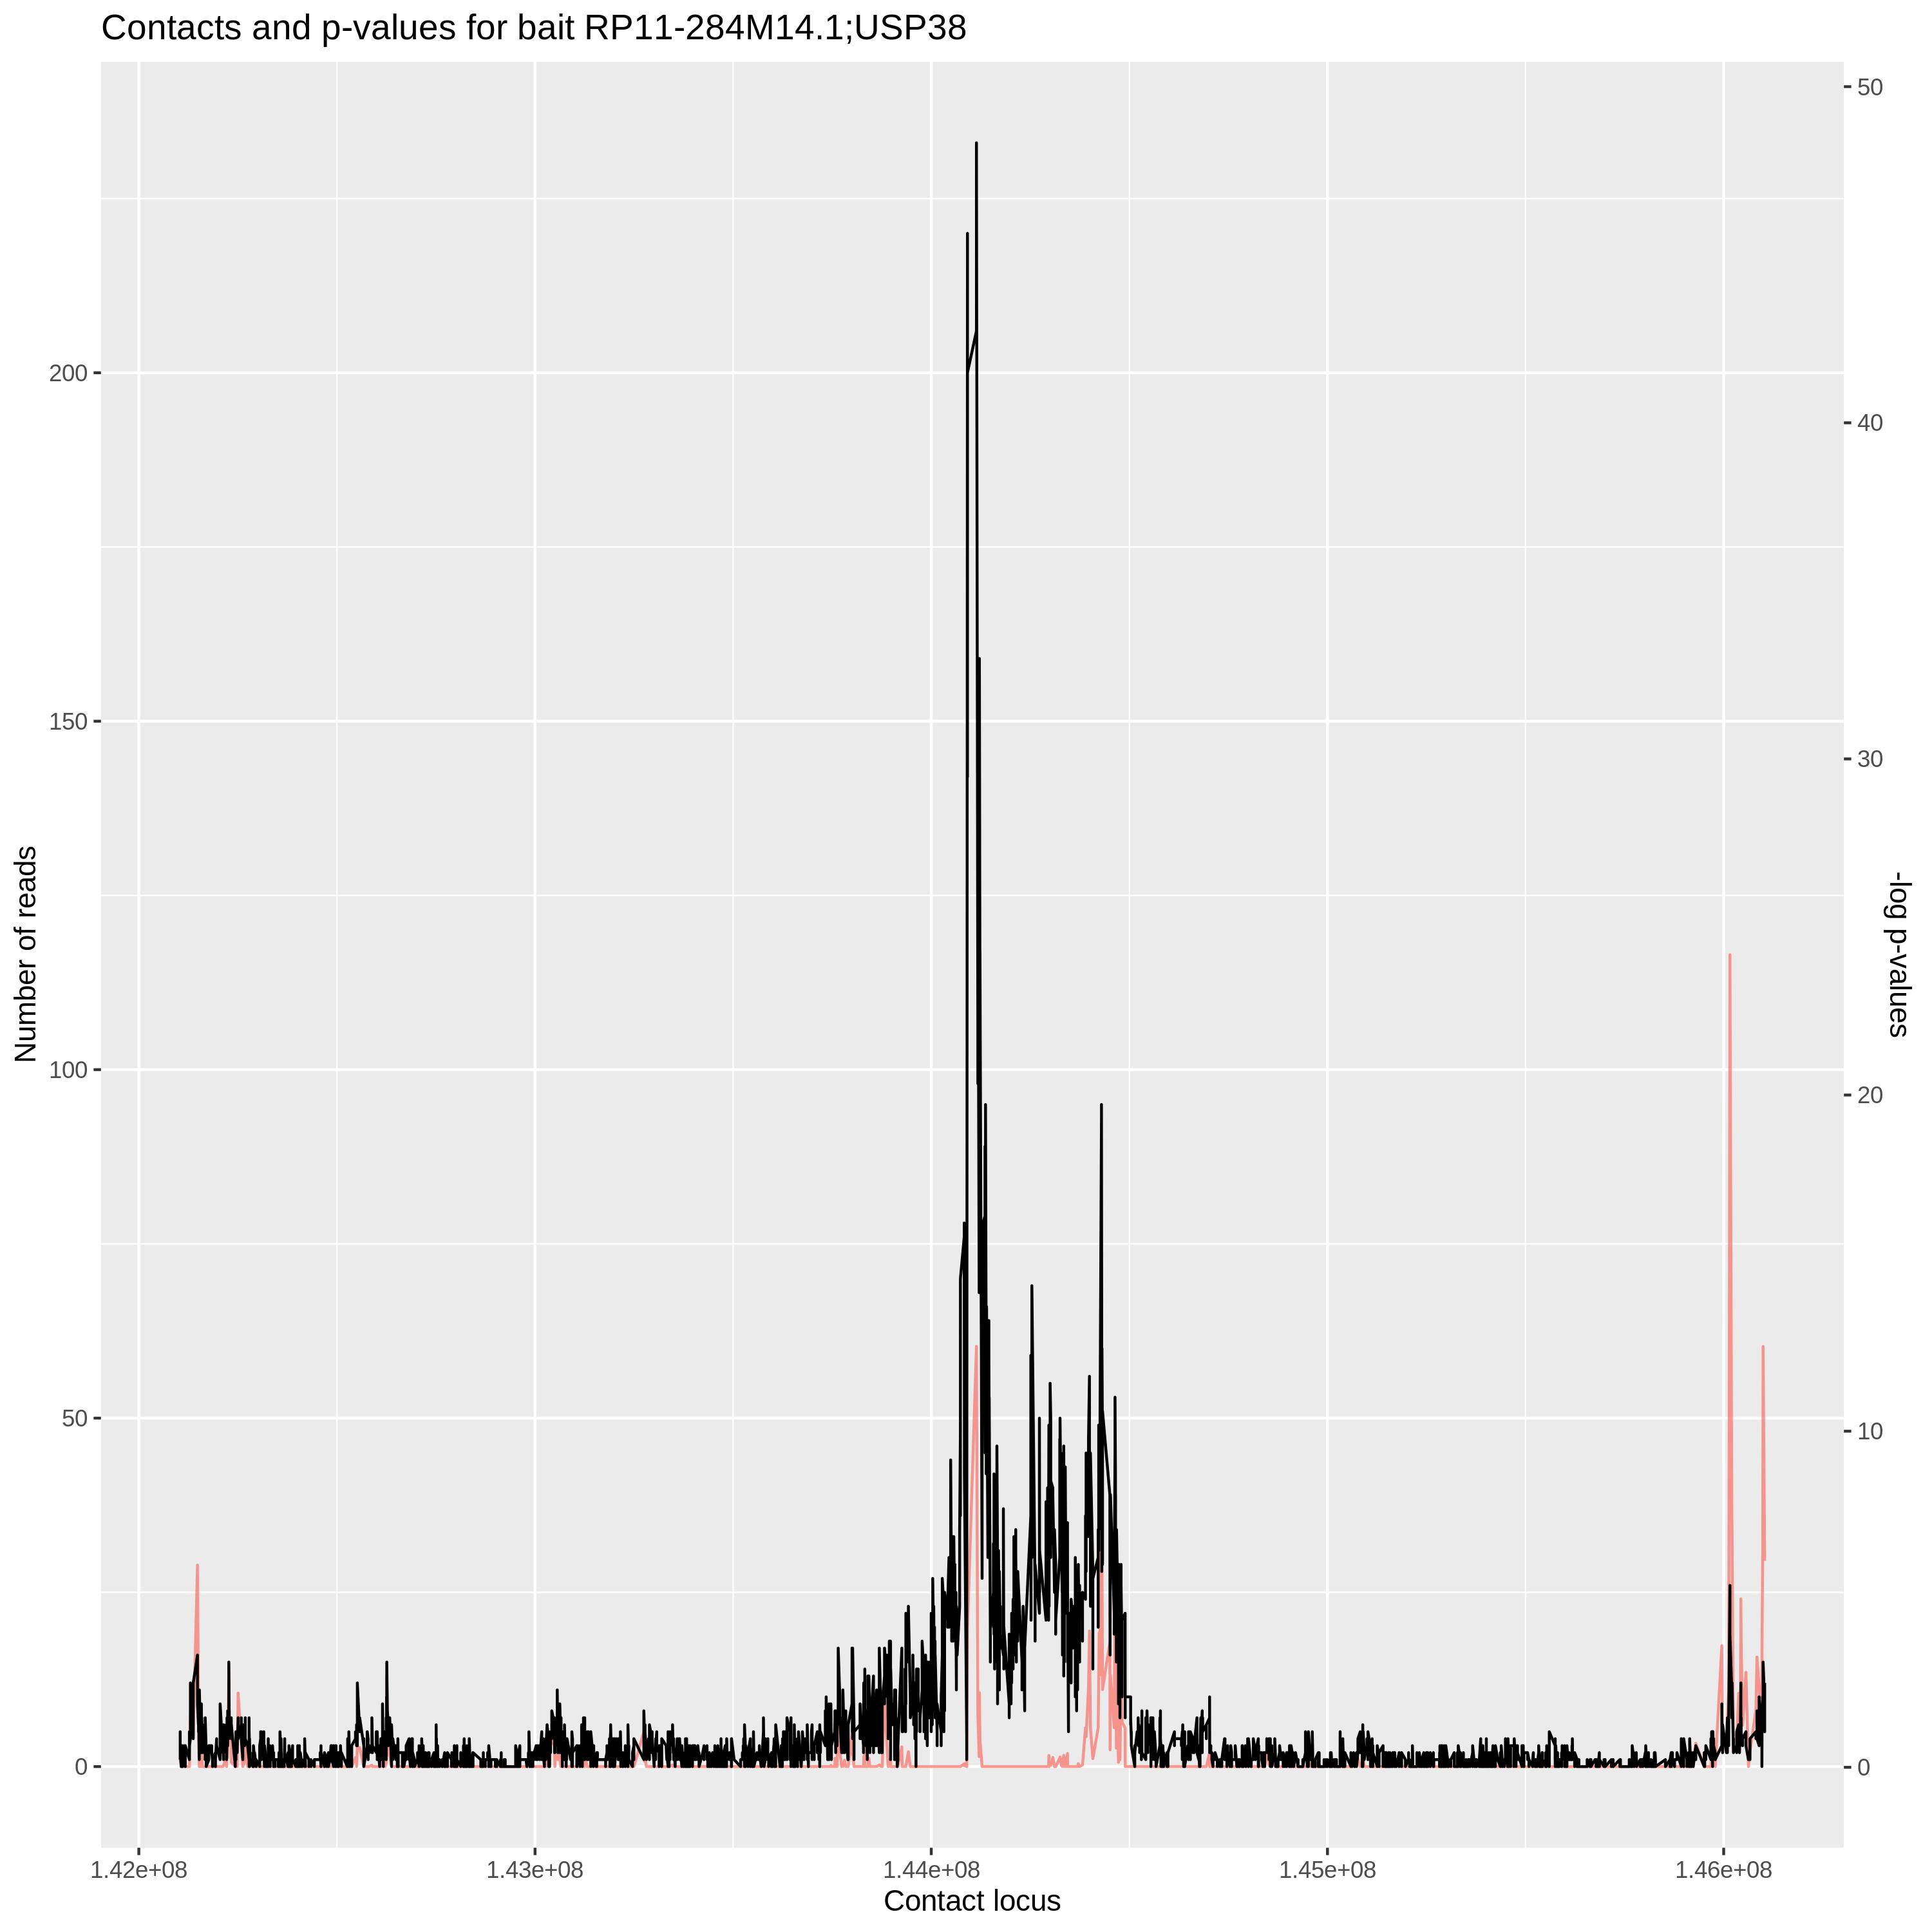 Contacts and p-values for bait RP11-284M14.1;USP38
Number of reads
200
150
100
50
0
50
40
30
20
10
0
-log p-values
1.42e+08
1.43e+08
1.44e+08
1.45e+08
1.46e+08
Contact locus